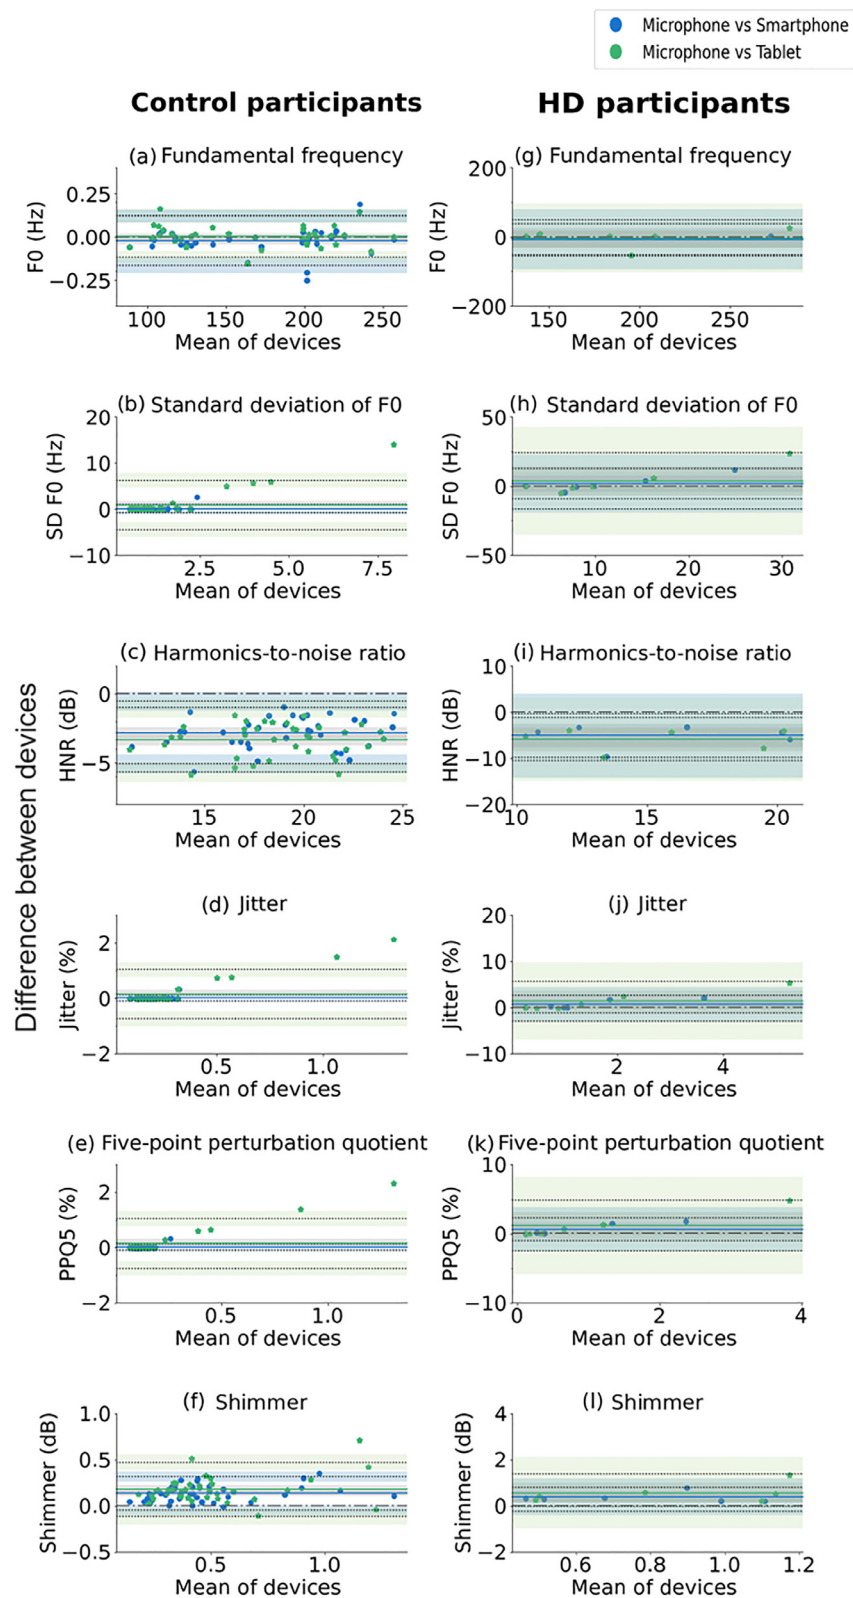 Microphone vs Smartphone
Microphone vs Tablet
Control participants HD participants
(a) Fundamental frequency (g) Fundamental frequency
0.25
0.00
−0.25
F0 (Hz)
100 150 200 250
Mean of devices
200
0
−200
F0 (Hz)
150 200 250
Mean of devices
(b) Standard deviation of F0 (h) Standard deviation of F0
20
10
0
−10
SD F0 (Hz)
2.5 5.0 7.5
Mean of devices
50
0
−50
SD F0 (Hz)
10 20 30
Mean of devices
(c) Harmonics-to-noise ratio (i) Harmonics-to-noise ratio
0
−5
HNR (dB)
15 20 25
Mean of devices
10
0
−10
−20
HNR (dB)
10 15 20
Mean of devices
Difference between devices
(d) Jitter (j) Jitter
2
0
−2
Jitter (%)
0.5 1.0
Mean of devices
20
10
0
−10
Jitter (%)
2 4
Mean of devices
(e) Five-point perturbation quotient (k) Five-point perturbation quotient
2
0
−2
PPQ5 (%)
0.5 1.0
Mean of devices
10
0
−10
PPQ5 (%)
0 2 4
Mean of devices
(f) Shimmer (l) Shimmer
1.0
0.5
0.0
−0.5
Shimmer (dB)
0.5 1.0
Mean of devices
4
2
0
−2
Shimmer (dB)
0.6 0.8 1.0 1.2
Mean of devices